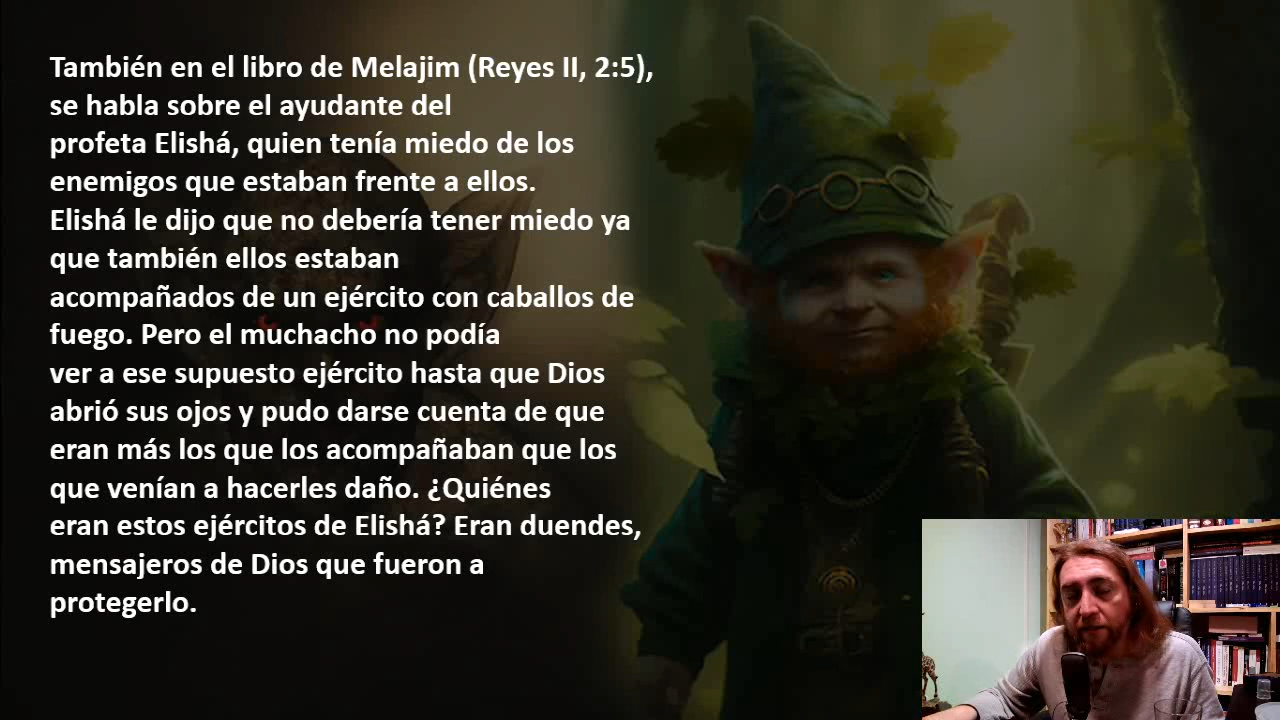 También en el libro de Melajim (Reyes II, 2:5),
se habla sobre el ayudante del
profeta Elishá, quien tenía miedo de los
enemigos que estaban frente a ellos.
Elishá le dijo que no debería tener miedo ya
que también ellos estaban
acompañados de un ejército con caballos de
fuego. Pero el muchacho no podía
ver a ese supuesto ejército hasta que Dios
abrió sus ojos y pudo darse cuenta de que
eran más los que los acompañaban que los
que venían a hacerles daño. ¿Quiénes
eran estos ejércitos de Elishá? Eran duendes,
mensajeros de Dios que fueron a
protegerlo.